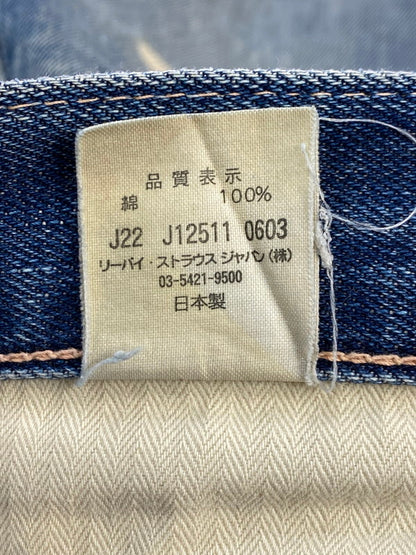 品質表示
綿 100%
J22 J12511 0603
リーバイ・ストラウス ジャパン(株)
03-5421-9500
日本製